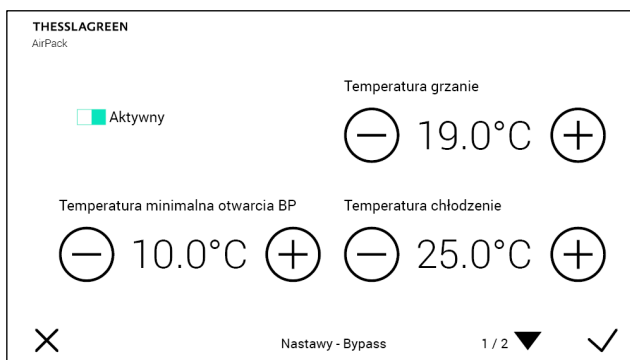 THESSLAGREEN
AirPack
Temperatura grzanie
Aktywny
19.0°C
Temperatura minimalna otwarcia BP
Temperatura chłodzenie
10.0°C
25.0°C
Nastawy - Bypass
1 / 2